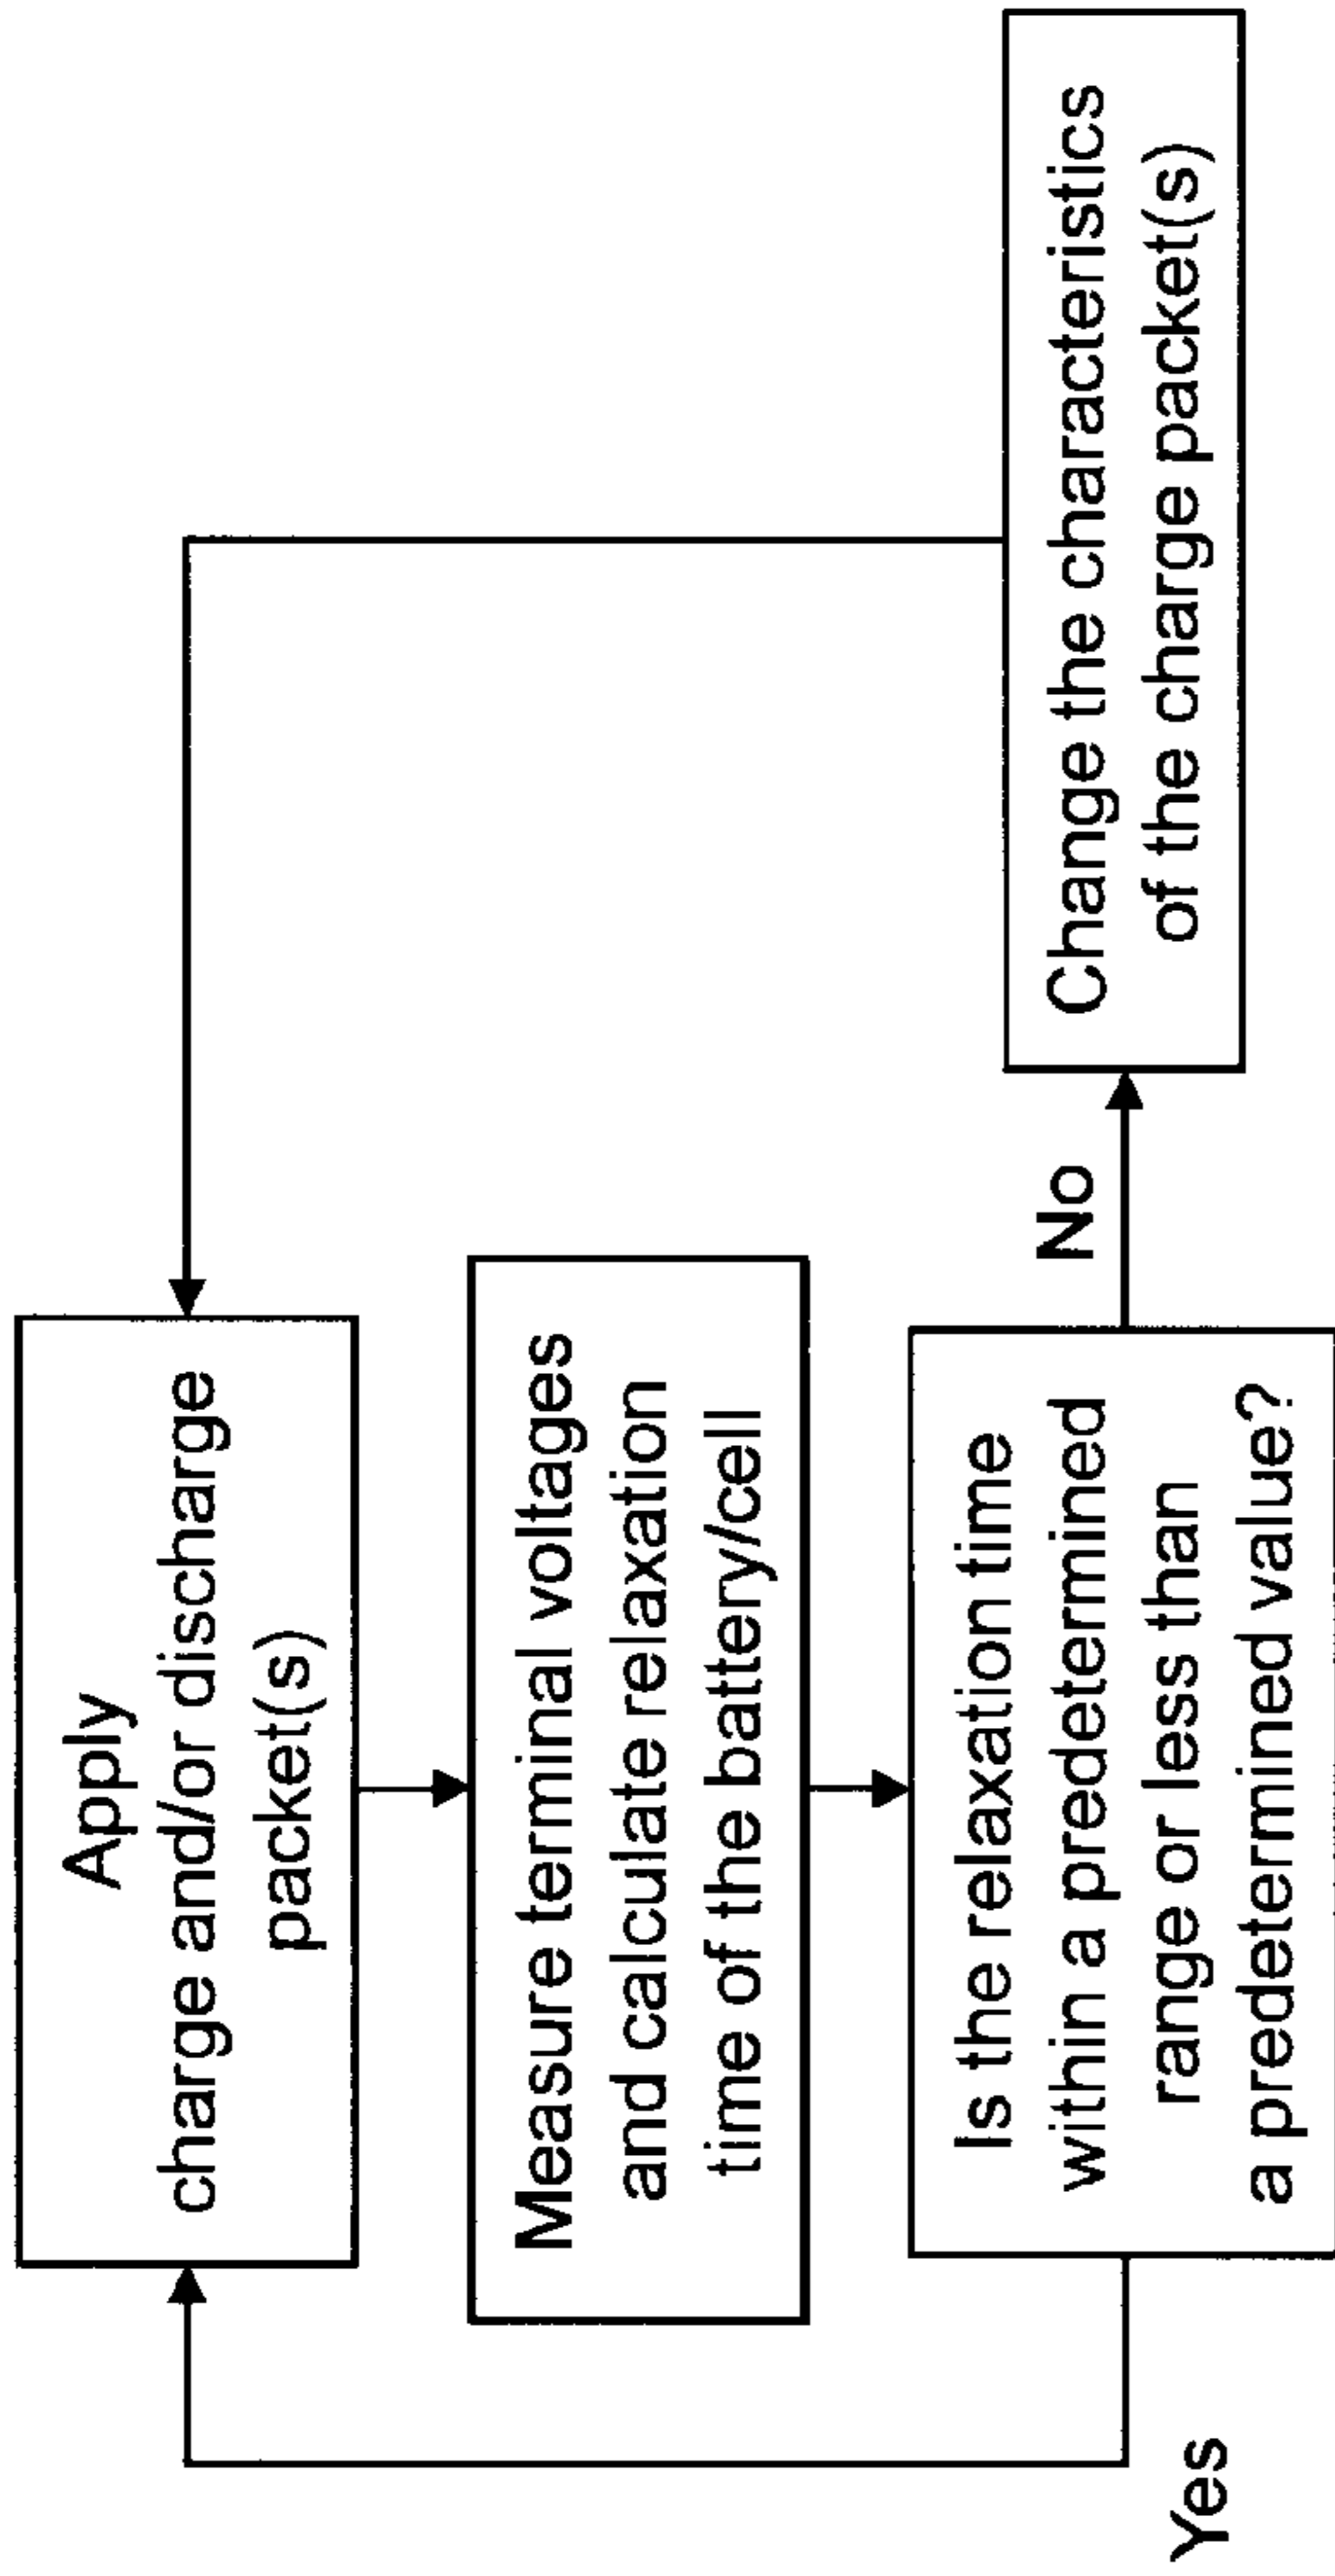 Apply
charge and/or discharge
packet(s)
Measure terminal voltages
and calculate relaxation
time of the battery/cell
Is the relaxation time
within a predetermined
range or less than
a predetermined value?
Yes
No
Change the characteristics
of the charge packet(s)